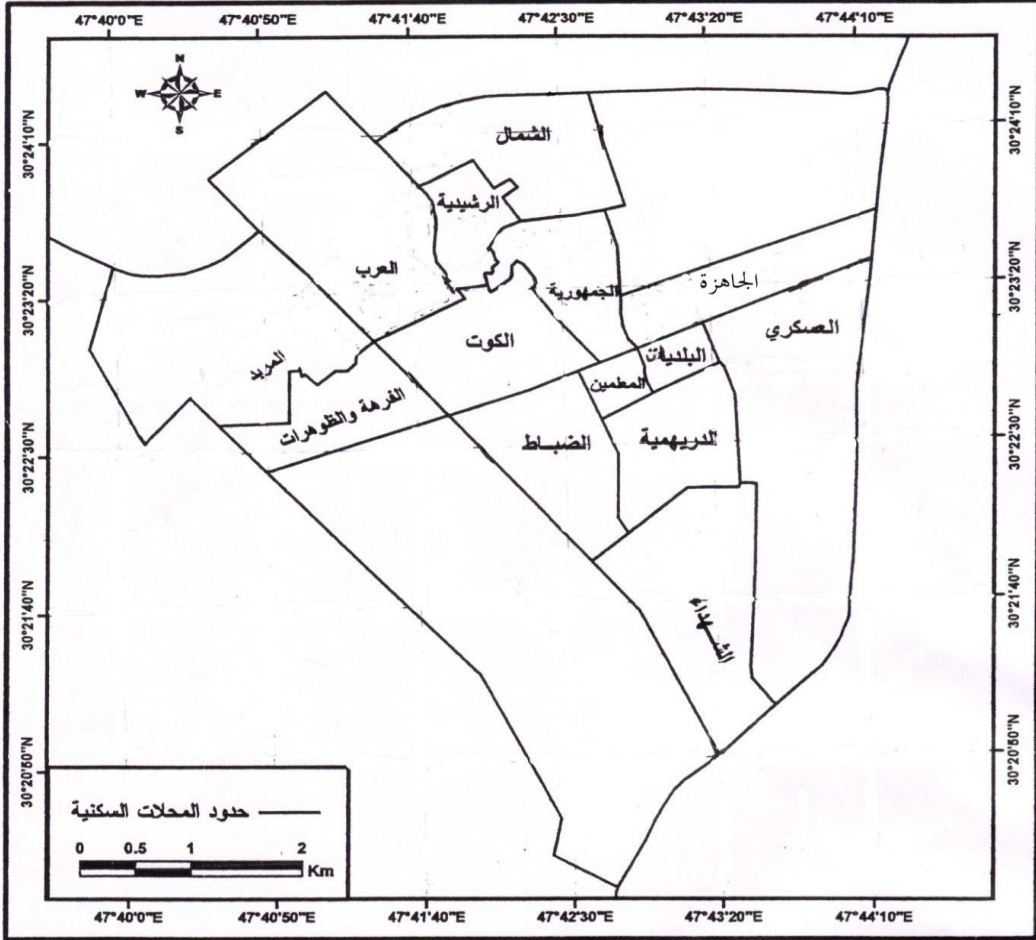 47°40'0"E 47°40'50"E 47°41'40"E 47°42'30"E 47°43'20"E 47°44'10"E
N
W E
S
30°24'10"N
30°24'10"N
الشمال
الرشيدية
العرب
30°23'20"N
30°23'20"N
الجمهورية
الجاهزة
الكوت
العسكري
المربد
البلديات
المعلمين
القرهة والظوهرات
الضباط
الدريهمية
30°22'30"N
30°22'30"N
30°21'40"N
30°21'40"N
الشهداء
30°20'50"N
30°20'50"N
حدود المحلات السكنية
0 0.5 1 2
Km
47°40'0"E 47°40'50"E 47°41'40"E 47°42'30"E 47°43'20"E 47°44'10"E